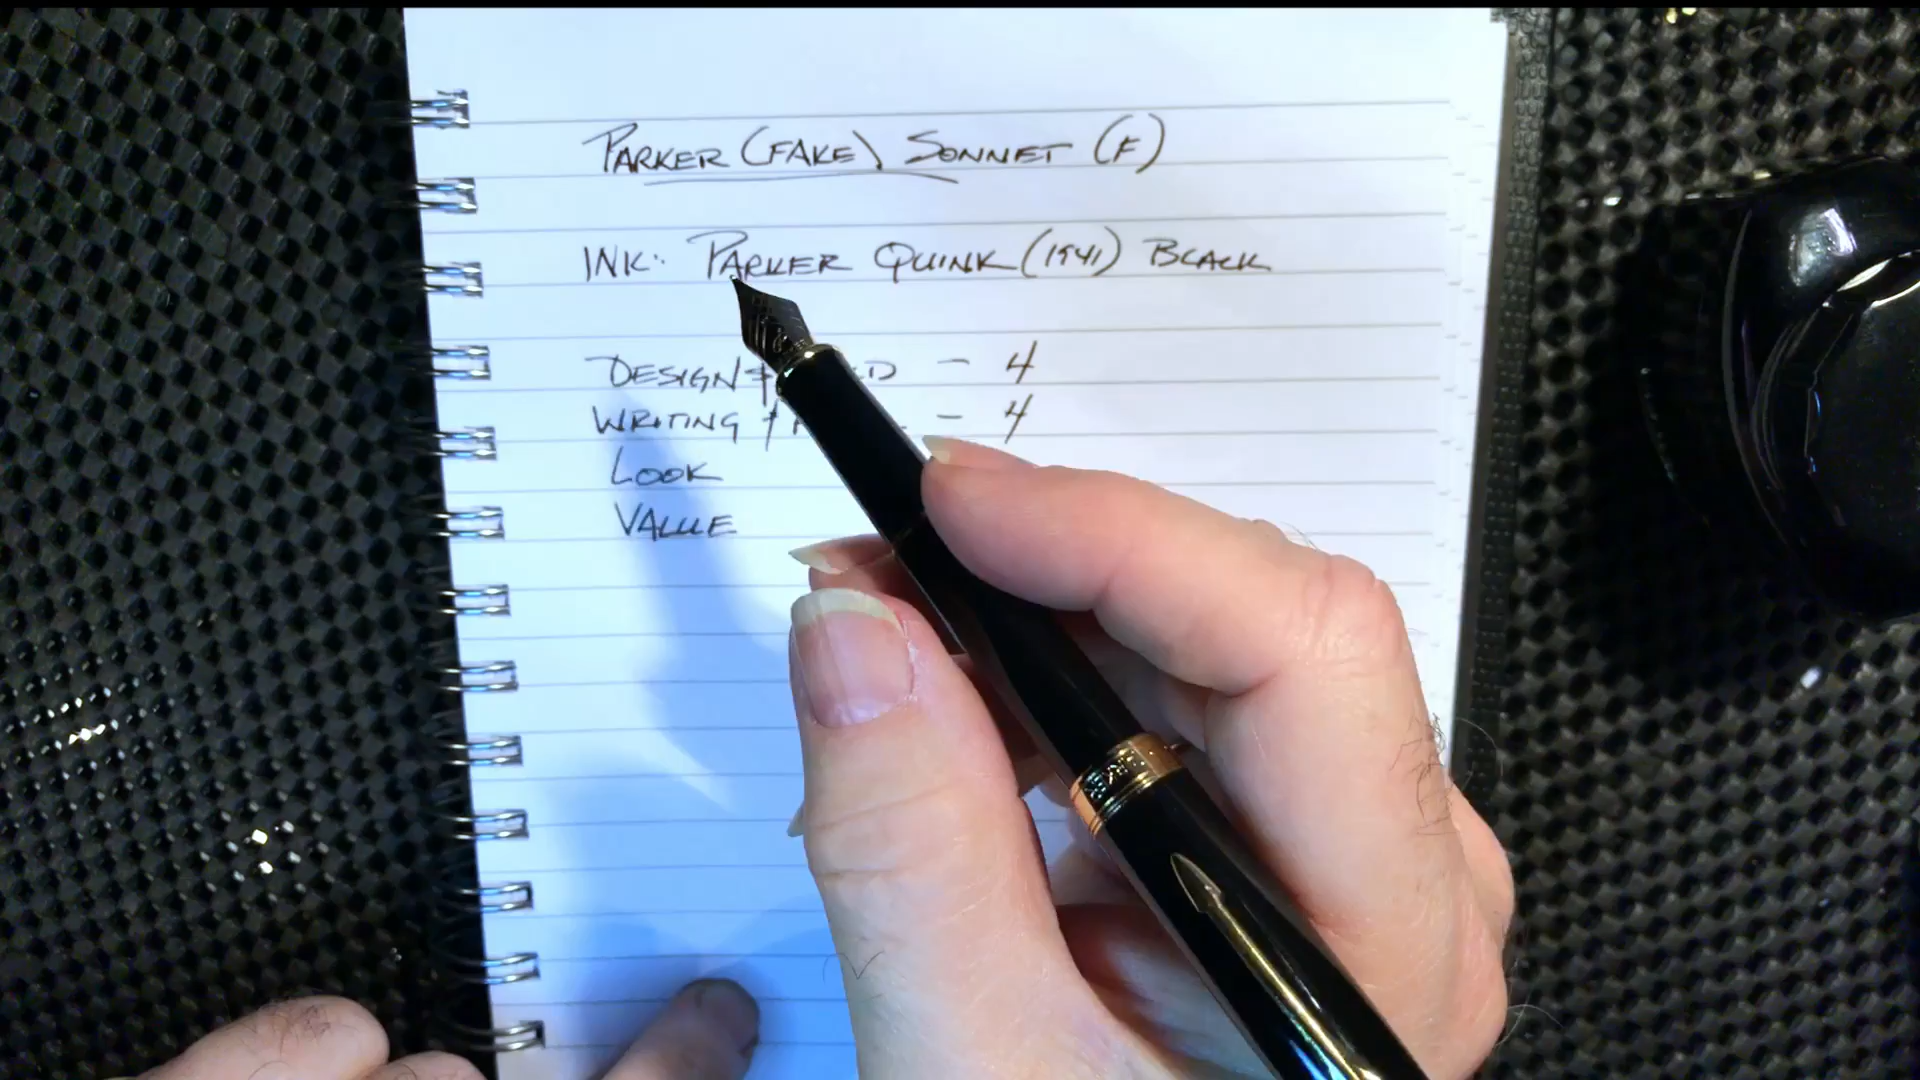 PARKER (FAKE) SONNET (F)
INK: PARKER QUINK (1941) BLACK
DESIGN & - 4
WRITING & - 4
LOOK
VALUE